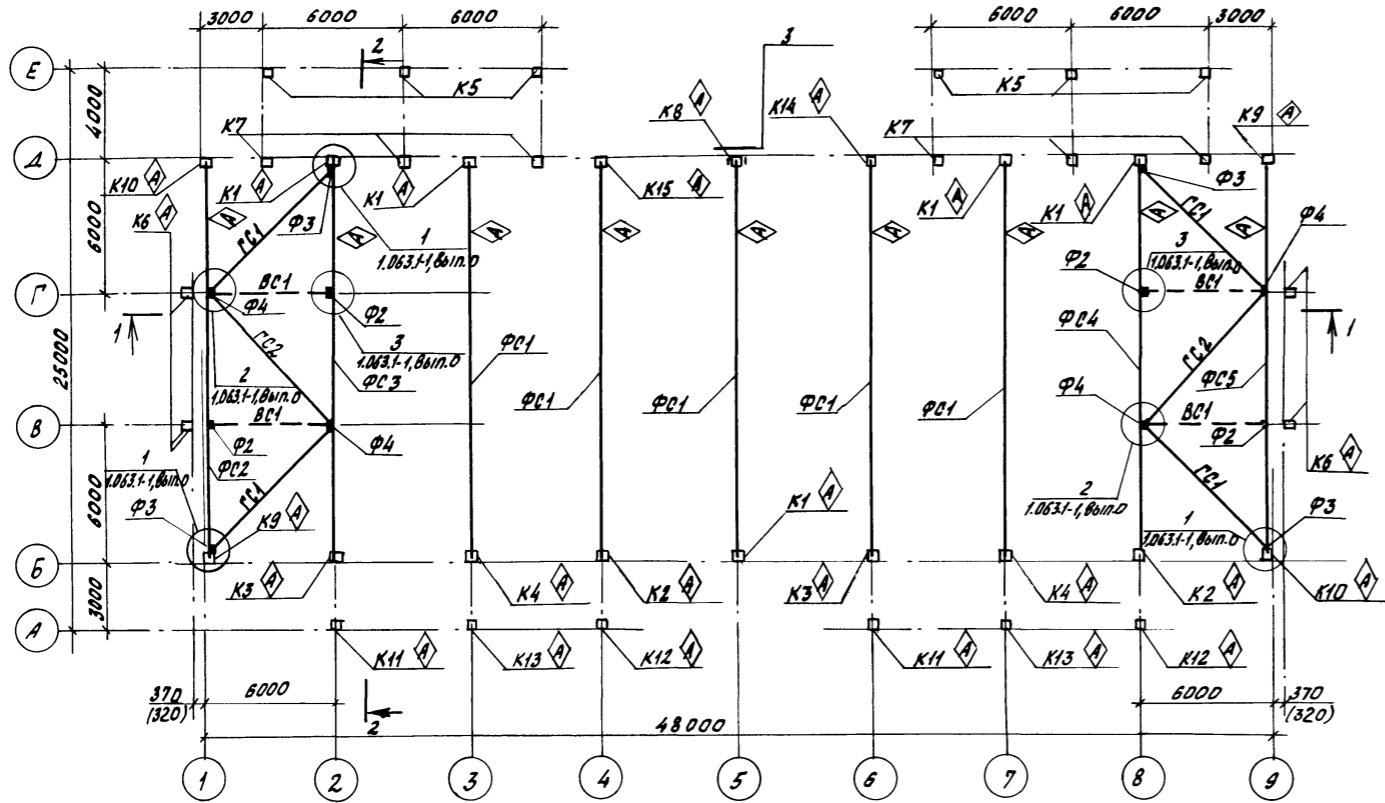 3000 6000 6000 6000 6000 3000
2 3
Е К5 К5
4000
К7 К8 А К14 А К7 К9 А
Д
К10 А К1 А К1 А К15 А К1 А К1 А Ф3
К6 А ГС1 Ф3 А А А А А А А ГС1 А Ф4
6000
1
1.063.1-1, вып.0
3
1.063.1-1, вып.0
ВС1 Ф2 ВС1
Г Ф4 Ф2
1 1
25000
ГС2 3
1.063.1-1, вып.0
ФС1 ФС4 ГС2 ФС5
2
1.063.1-1, вып.0
ФС3 ФС1 ФС1 ФС1 ФС1 Ф4
ВС1 ВС1
В Ф2 Ф4 Ф2
1
1.063.1-1, вып.0
ФС2 К6 А
6000
ГС1 ГС1
Ф3 К9 А К1 А 2
1.063.1-1, вып.0
1
1.063.1-1, вып.0
Ф3
Б К3 А К4 А К2 А К3 А К4 А К2 А К10 А
3000
А
К11 А К13 А К12 А К11 А К13 А К12 А
370
(320)
6000 6000 370
(320)
2
48000
1 2 3 4 5 6 7 8 9